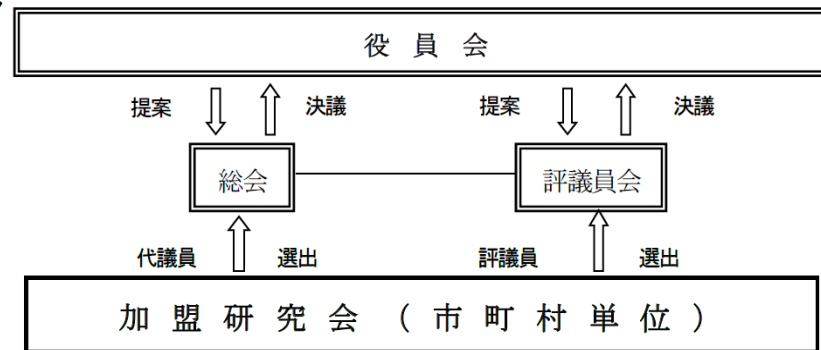 役員会
提案 決議 提案 決議
総会 評議員会
代議員 選出 評議員 選出
加盟研究会(市町村単位)